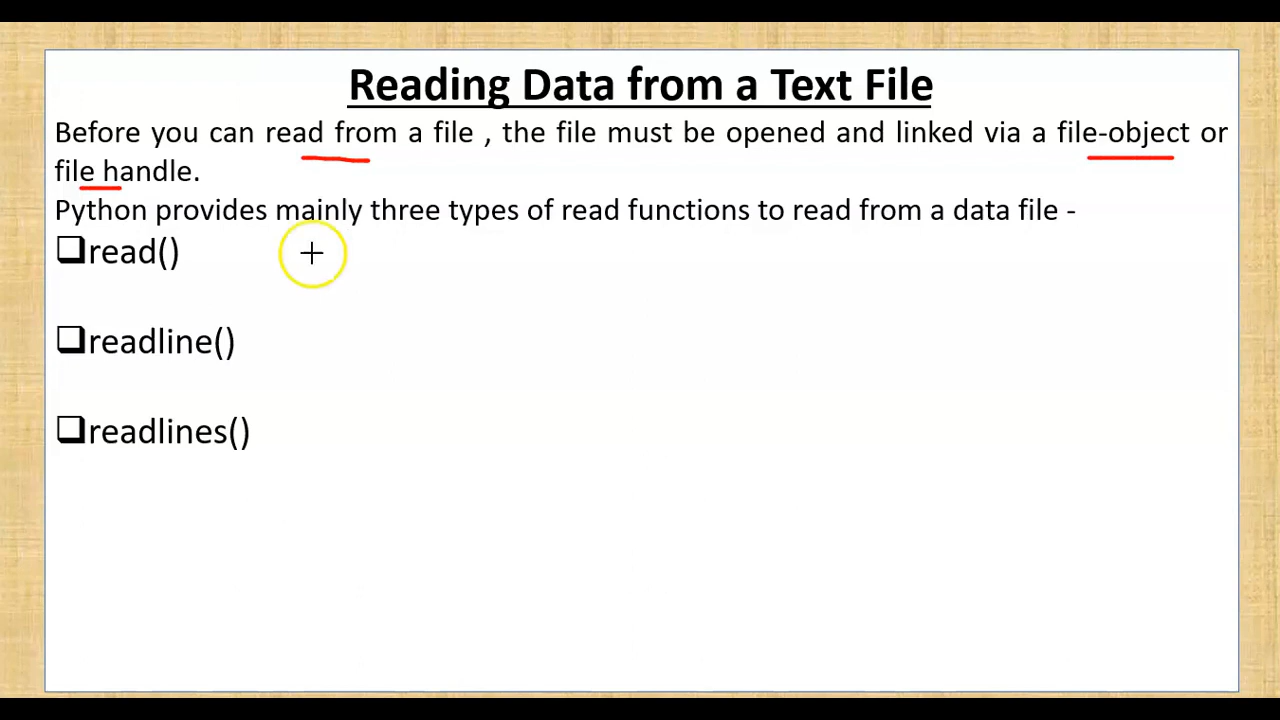 Reading Data from a Text File
Before you can read from a file , the file must be opened and linked via a file-object or
file handle.
Python provides mainly three types of read functions to read from a data file -
❑read()
❑readline()
❑readlines()